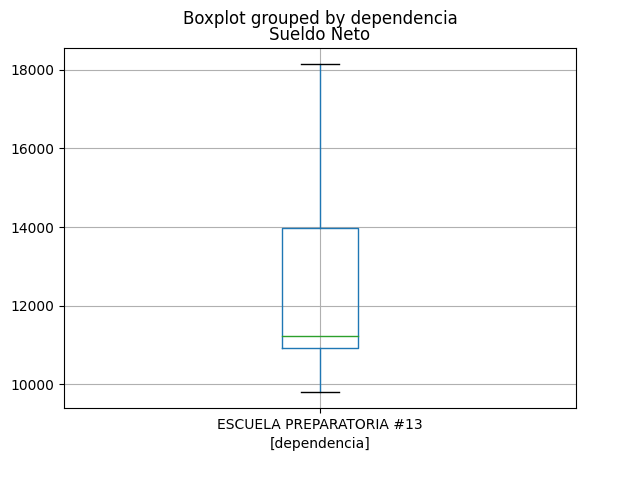 Boxplot grouped by dependencia
Sueldo Neto
18000
16000
14000
12000
10000
ESCUELA PREPARATORIA #13
[dependencia]